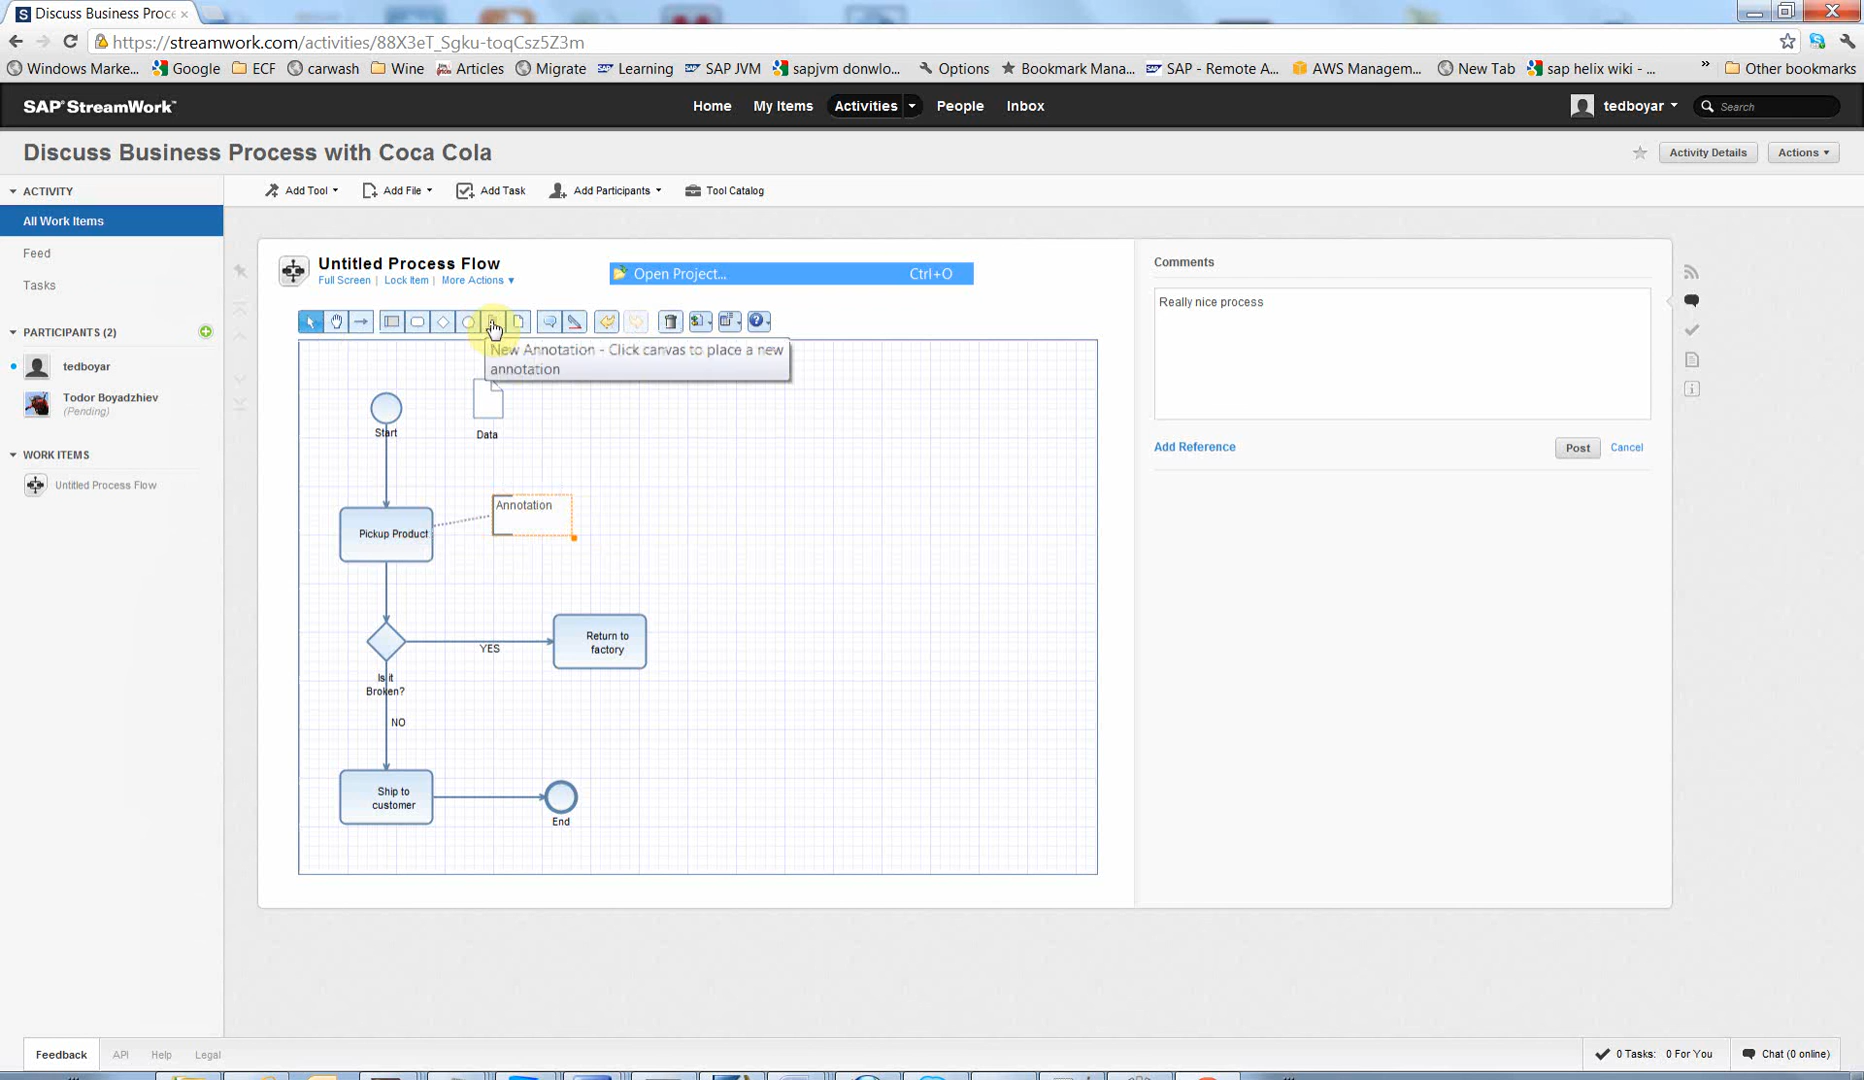 Discuss Business Proce
https://streamwork.com/activities/88X3eT_Sgku-toqCsz5Z3m
Windows Marke... Google ECF carwash Wine Articles Migrate Learning SAP JVM sapjvm donwlo... Options Bookmark Mana... SAP - Remote A... AWS Managem... New Tab sap helix wiki - ... » Other bookmarks
SAP StreamWork™ Home My Items Activities People Inbox tedboyar Search
Discuss Business Process with Coca Cola Activity Details Actions
ACTIVITY
Add Tool Add File Add Task Add Participants Tool Catalog
All Work Items
Feed
Tasks
PARTICIPANTS (2)
tedboyar
Todor Boyadzhiev
(Pending)
WORK ITEMS
Untitled Process Flow
Untitled Process Flow
Full Screen | Lock Item | More Actions
Open Project... Ctrl+O
New Annotation - Click canvas to place a new
annotation
Start
Data
Annotation
Pickup Product
Return to
factory
YES
Is it
Broken?
NO
Ship to
customer
End
Comments
Really nice process
Add Reference Post Cancel
Feedback API Help Legal 0 Tasks: 0 For You Chat (0 online)